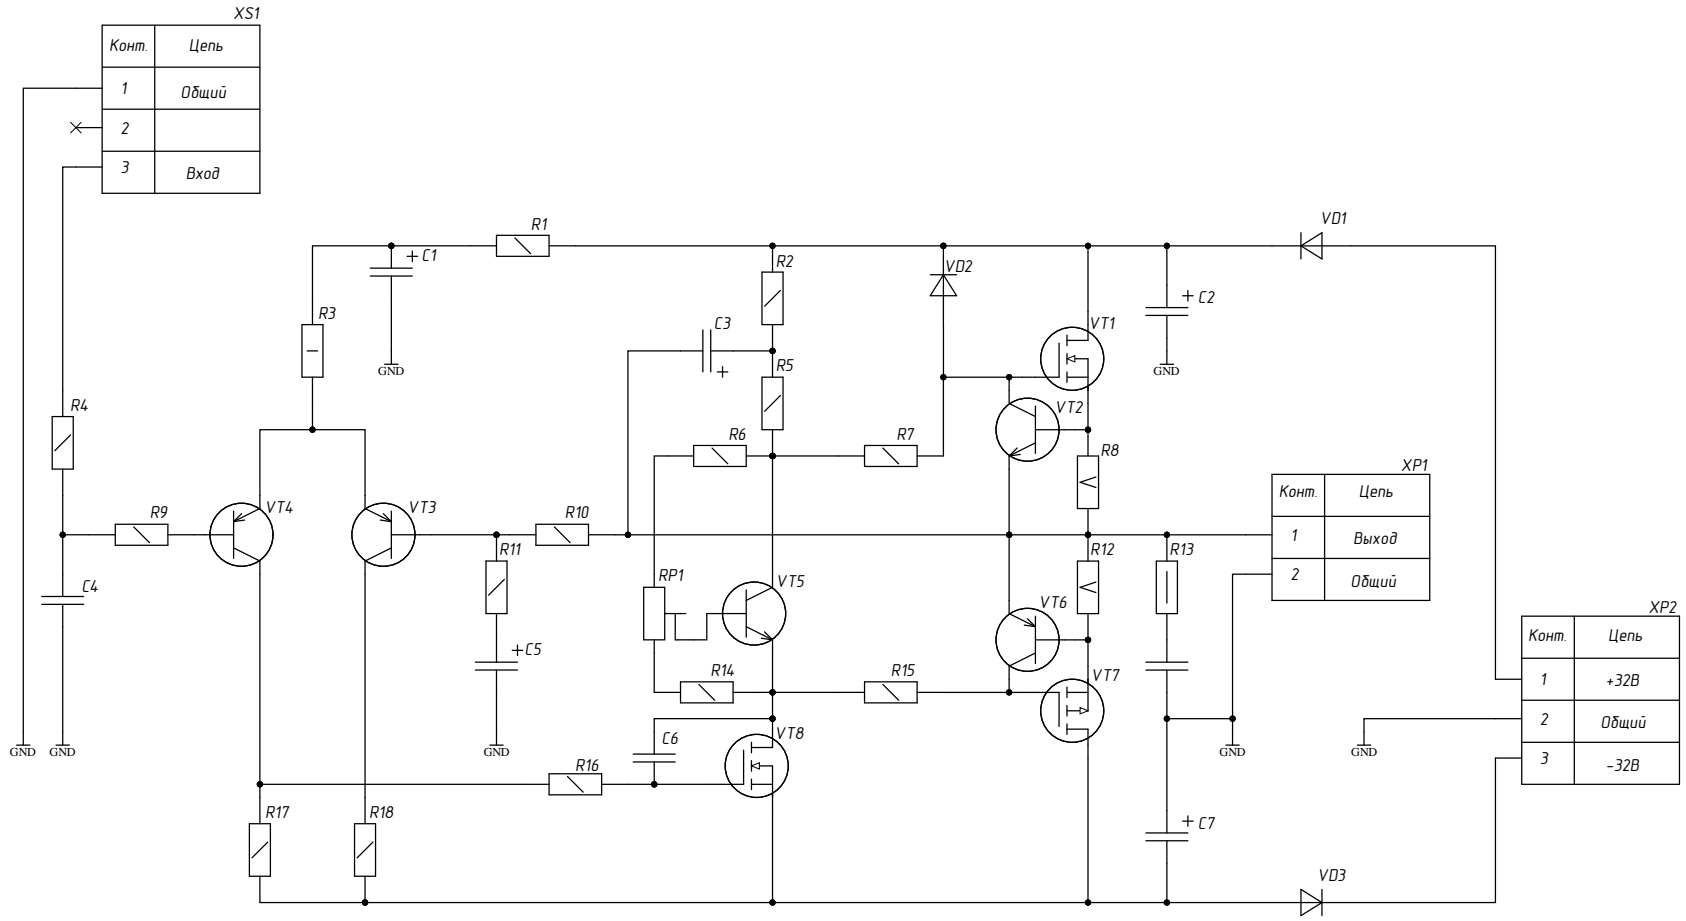 XS1
Конт. Цепь
1 Общий
2
3 Вход
R1
VD1
+ C1
R2
VD2
R3
C3
+
VT1
+ C2
GND
GND
R5
R4
VT2
R6
R7
R8
XP1
Конт. Цепь
1 Выход
2 Общий
R9
VT4
VT3
R10
R11
R12
R13
C4
RP1
VT5
VT6
XP2
Конт. Цепь
1 +32В
2 Общий
3 -32В
+ C5
R14
R15
VT7
GND
GND
GND
C6
VT8
GND
GND
R16
R17
R18
+ C7
VD3